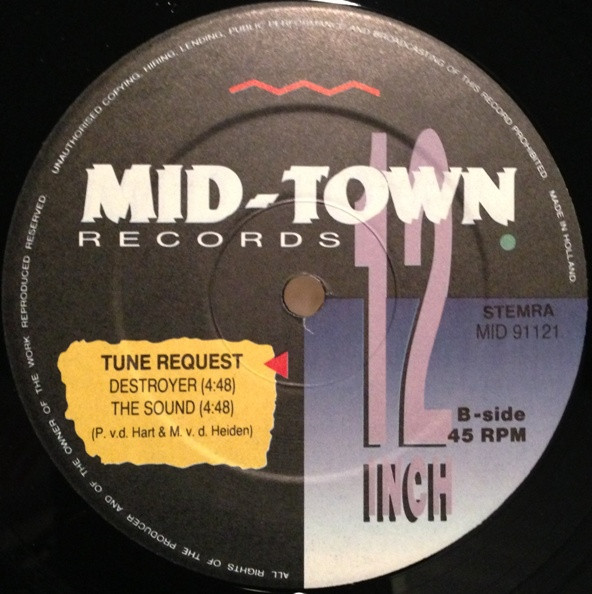 UNAUTHORISED COPYING, HIRING, LENDING, PUBLIC PERFORMANCE AND BROADCASTING OF THIS RECORD PROHIBITED. MADE IN HOLLAND.
MID-TOWN
RECORDS
12
INCH
STEMRA
MID 91121
TUNE REQUEST
DESTROYER (4:48)
THE SOUND (4:48)
(P. v.d. Hart & M. v. d. Heiden)
B-side
45 RPM
ALL RIGHTS OF THE PRODUCER AND OF THE OWNER OF THE WORK REPRODUCED RESERVED.